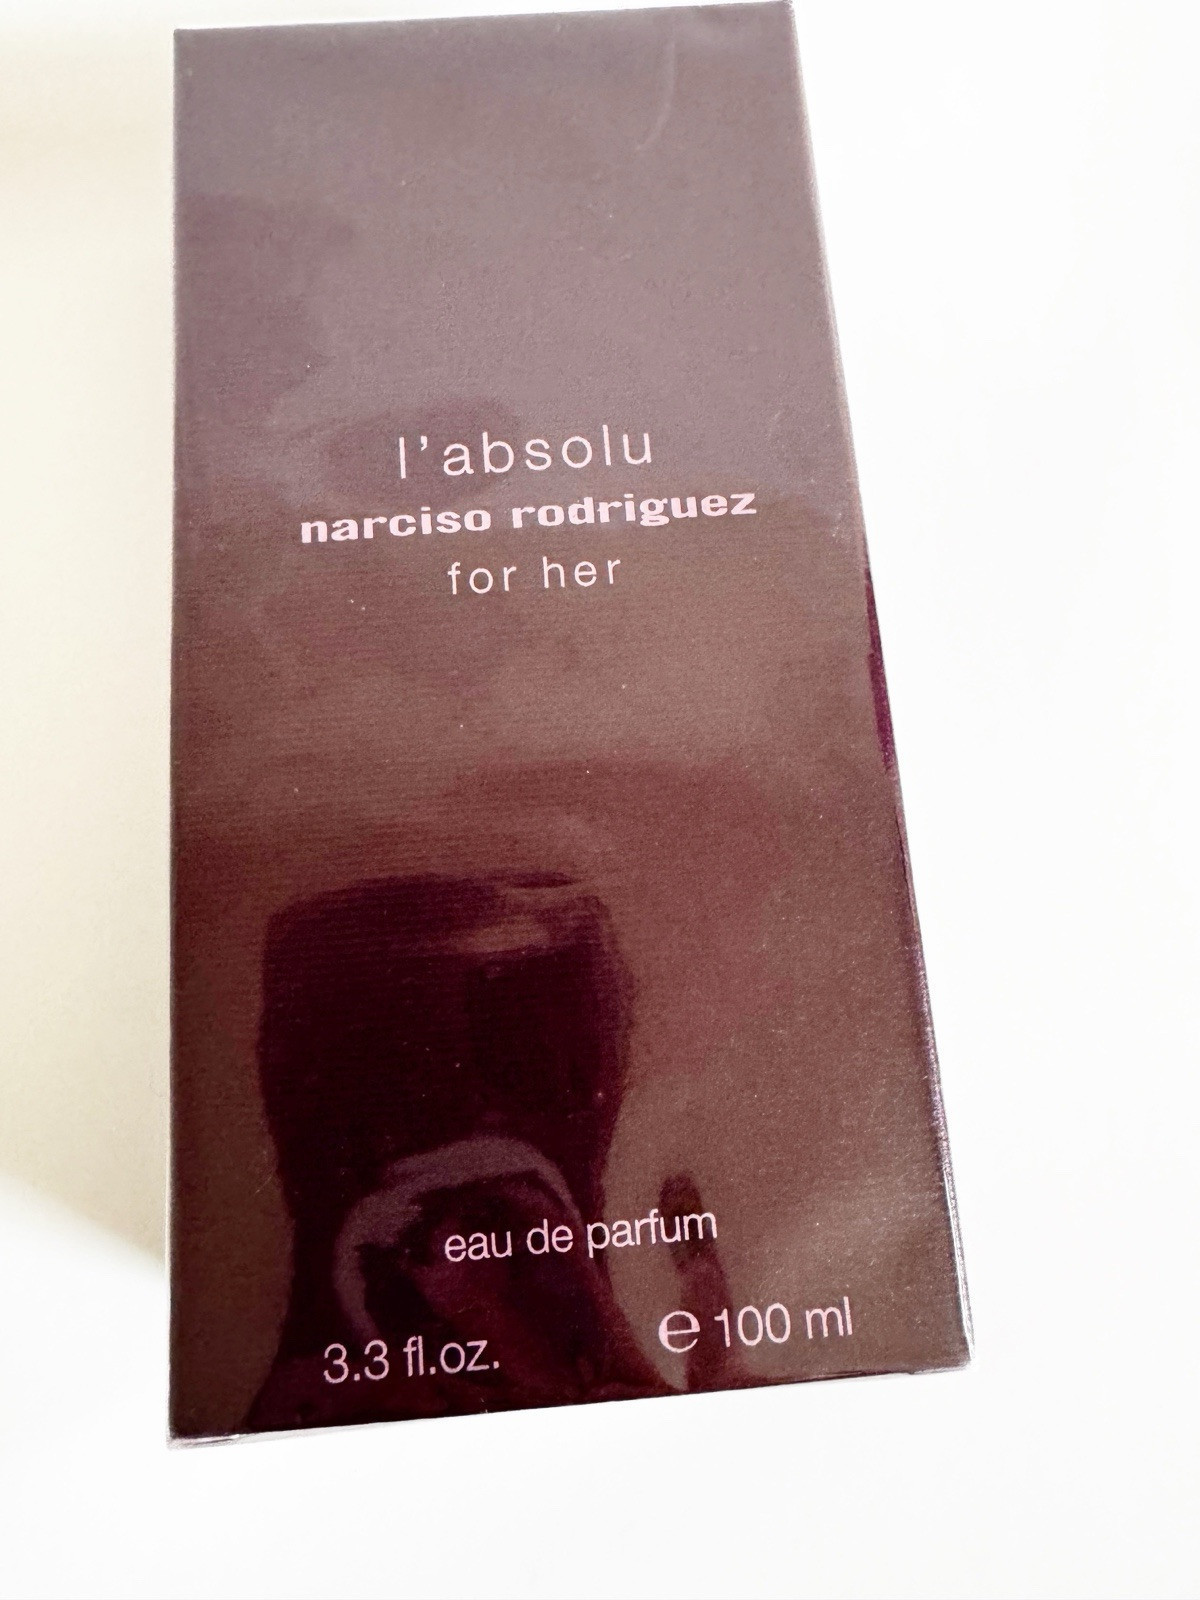 l'absolu
narciso rodriguez
for her
eau de parfum
3.3 fl.oz. ℮ 100 ml